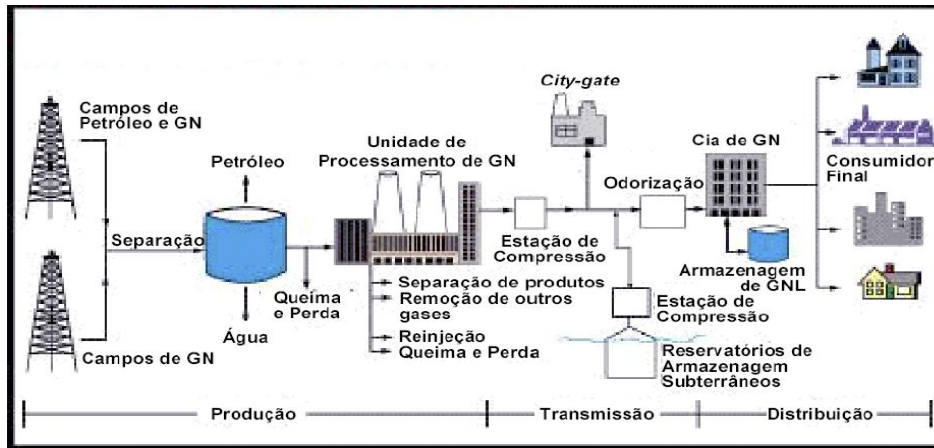 City-gate
Campos de
Petróleo e GN
Unidade de
Processamento de GN
Cia de GN
Petróleo
Consumidor
Final
Odorização
Separação
Estação de
Compressão
Armazenagem
de GNL
Queima
e Perda
Separação de produtos
Remoção de outros
gases
Estação de
Compressão
Água
Reinjeção
Queima e Perda
Campos de GN
Reservatórios de
Armazenagem
Subterrâneos
Produção
Transmissão
Distribuição